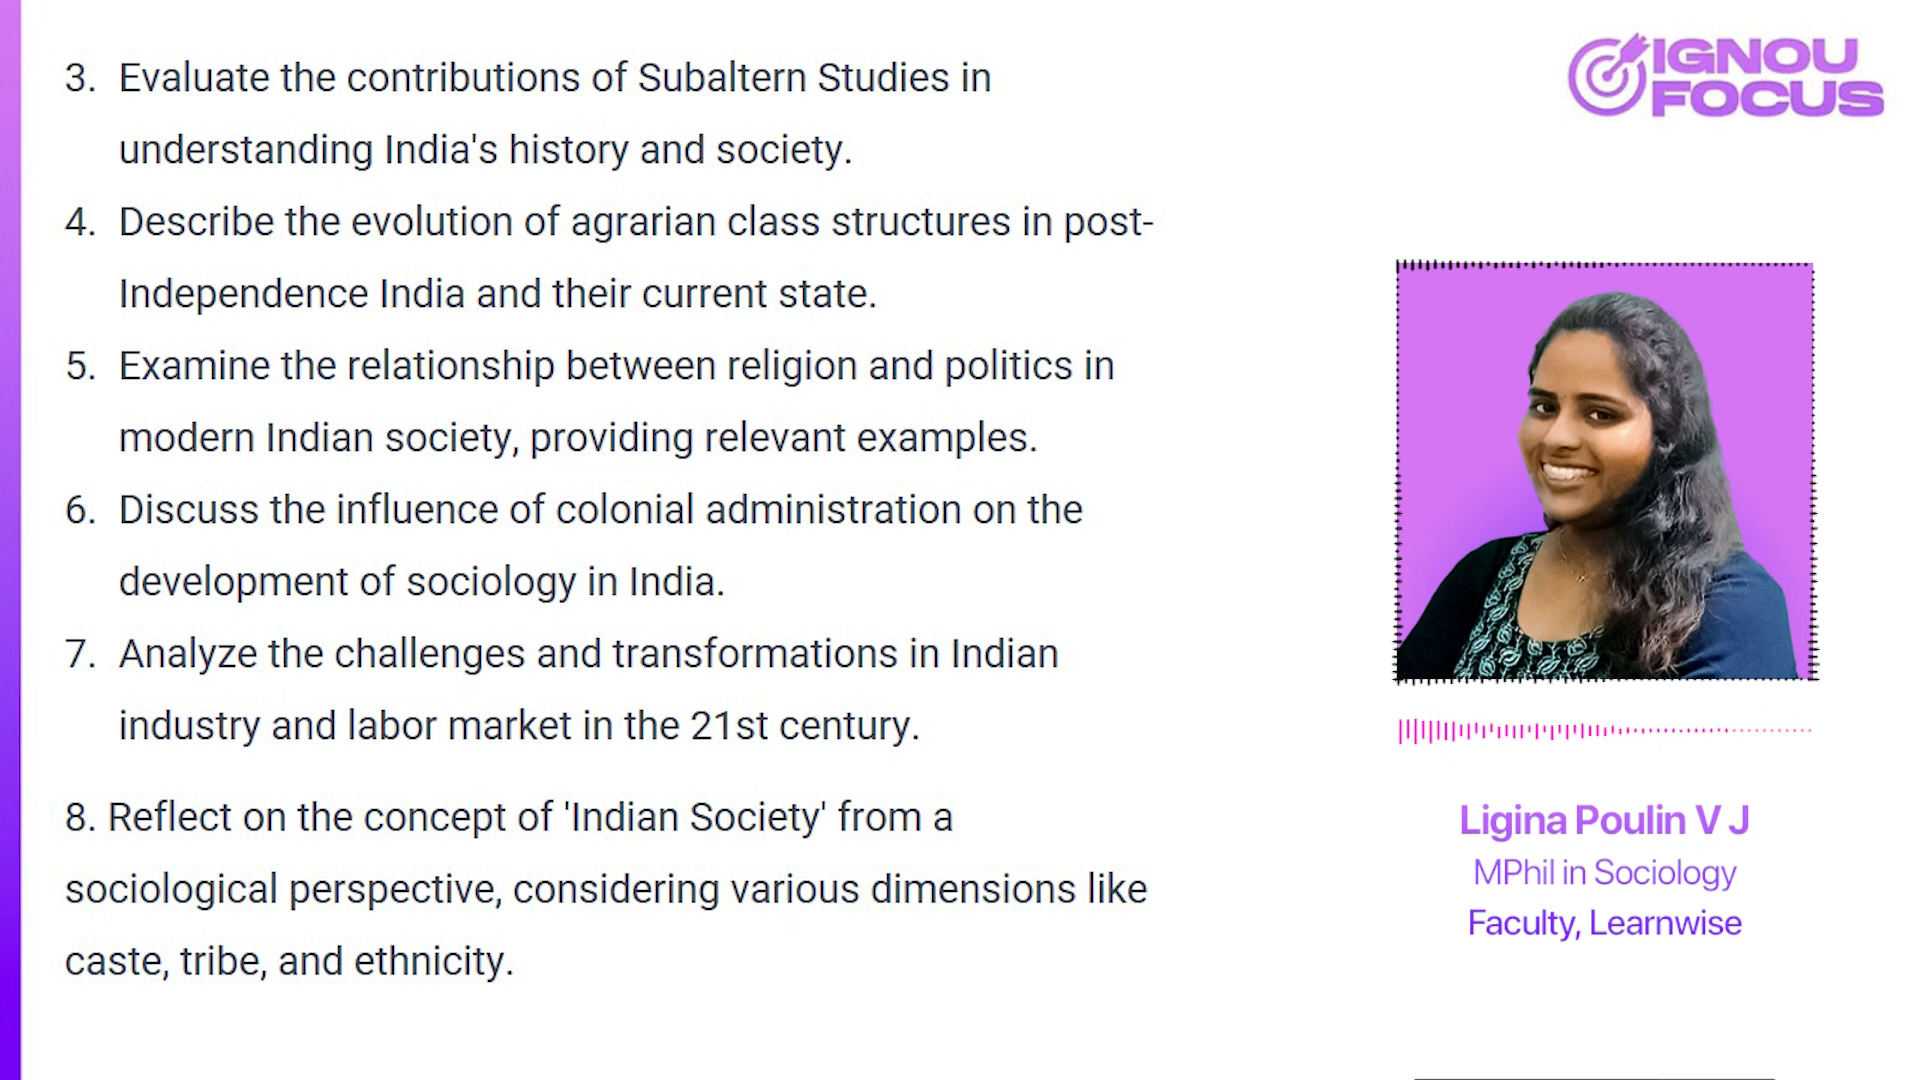 3. Evaluate the contributions of Subaltern Studies in
understanding India's history and society.
4. Describe the evolution of agrarian class structures in post-
Independence India and their current state.
5. Examine the relationship between religion and politics in
modern Indian society, providing relevant examples.
6. Discuss the influence of colonial administration on the
development of sociology in India.
7. Analyze the challenges and transformations in Indian
industry and labor market in the 21st century.
8. Reflect on the concept of 'Indian Society' from a
sociological perspective, considering various dimensions like
caste, tribe, and ethnicity.
IGNOU
FOCUS
Ligina Poulin V J
MPhil in Sociology
Faculty, Learnwise